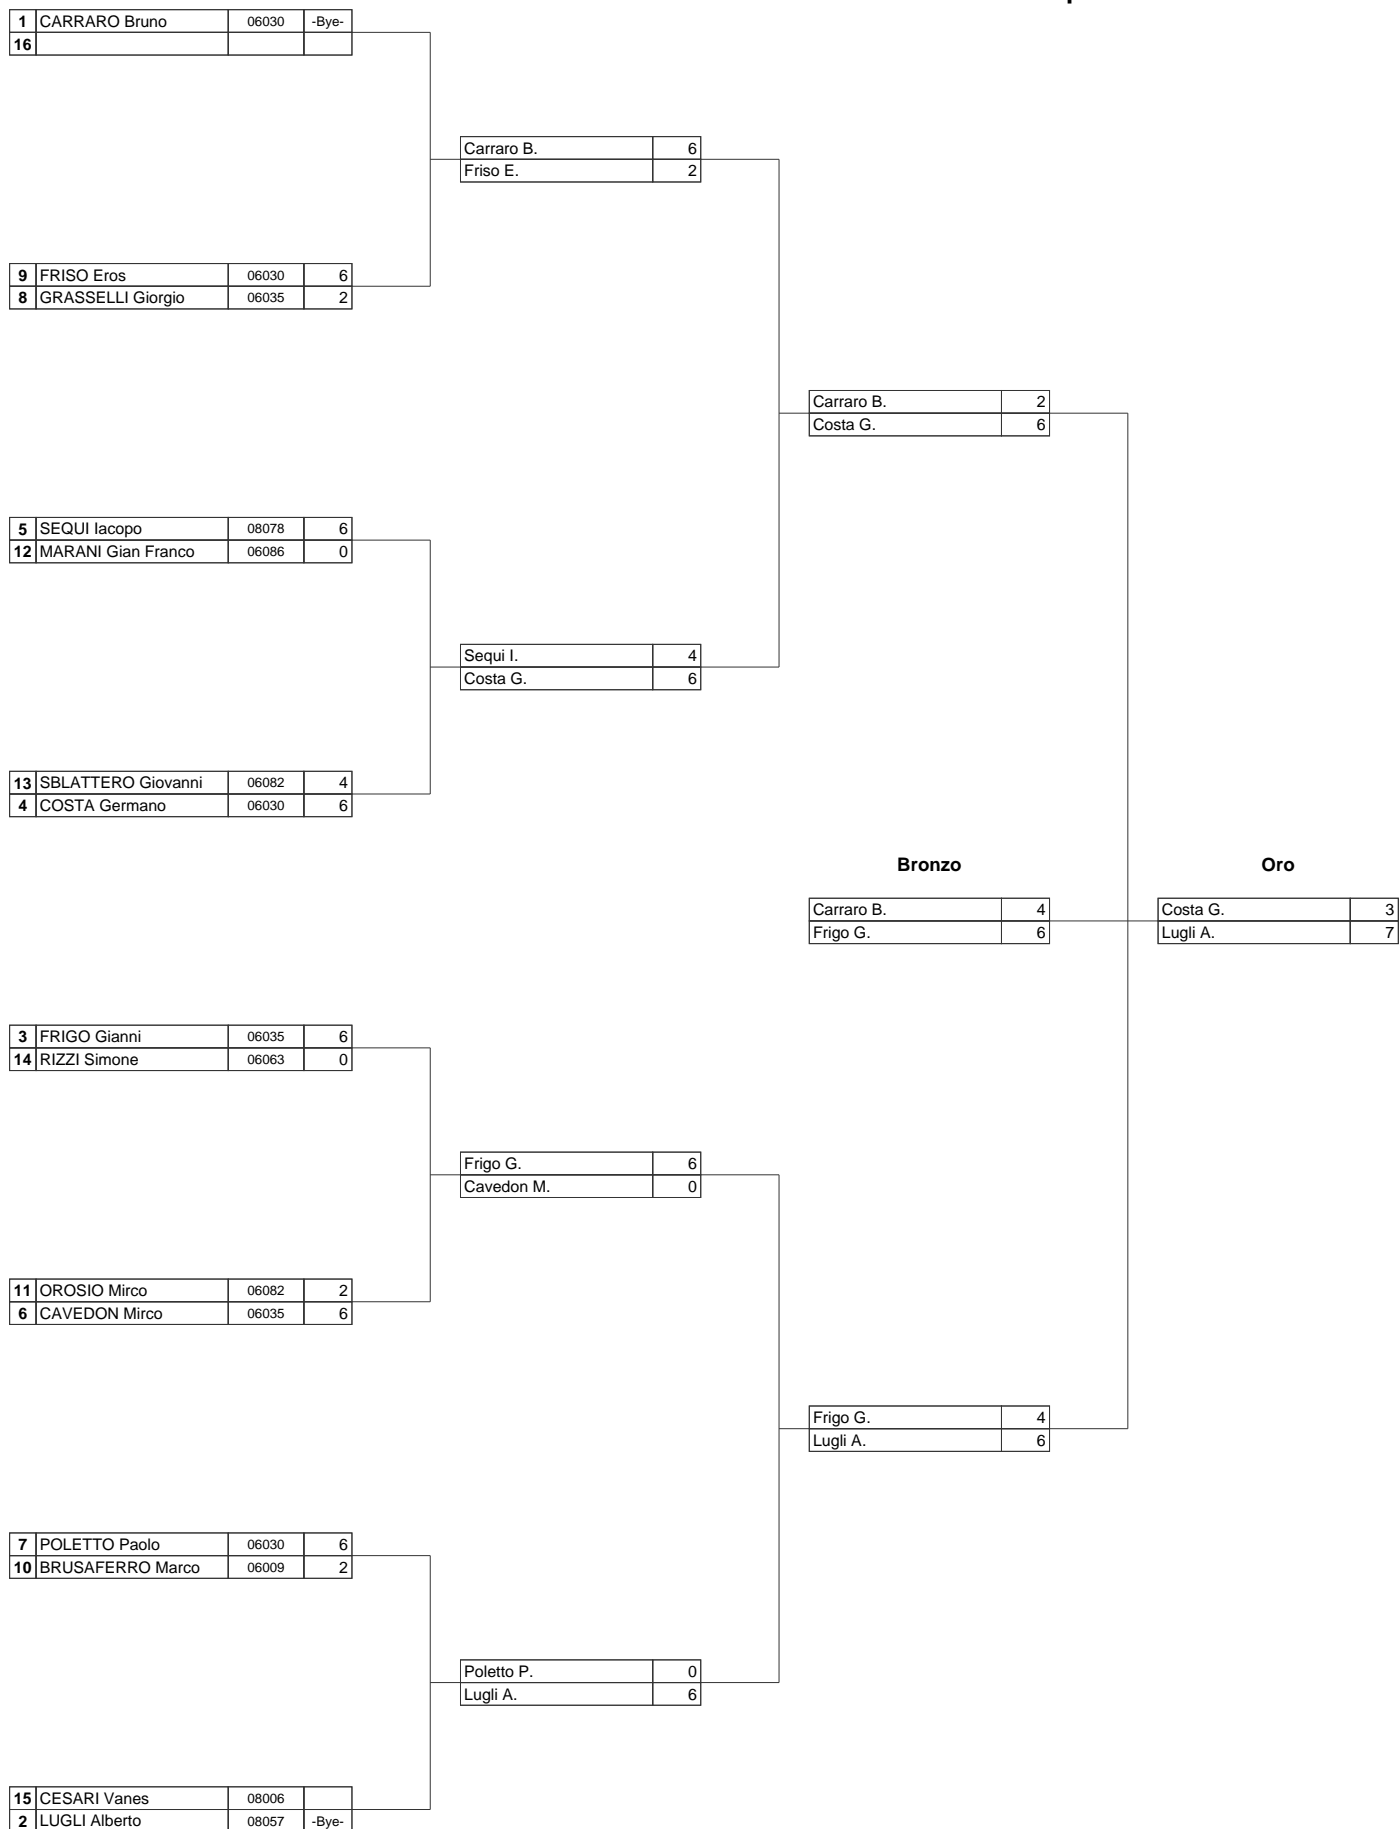 1 CARRARO Bruno 06030 -Bye-
16
Carraro B. 6
Friso E. 2
9 FRISO Eros 06030 6
8 GRASSELLI Giorgio 06035 2
Carraro B. 2
Costa G. 6
5 SEQUI Iacopo 08078 6
12 MARANI Gian Franco 06086 0
Sequi I. 4
Costa G. 6
13 SBLATTERO Giovanni 06082 4
4 COSTA Germano 06030 6
Bronzo Oro
Carraro B. 4 Costa G. 3
Frigo G. 6 Lugli A. 7
3 FRIGO Gianni 06035 6
14 RIZZI Simone 06063 0
Frigo G. 6
Cavedon M. 0
11 OROSIO Mirco 06082 2
6 CAVEDON Mirco 06035 6
Frigo G. 4
Lugli A. 6
7 POLETTO Paolo 06030 6
10 BRUSAFERRO Marco 06009 2
Poletto P. 0
Lugli A. 6
15 CESARI Vanes 08006
2 LUGLI Alberto 08057 -Bye-